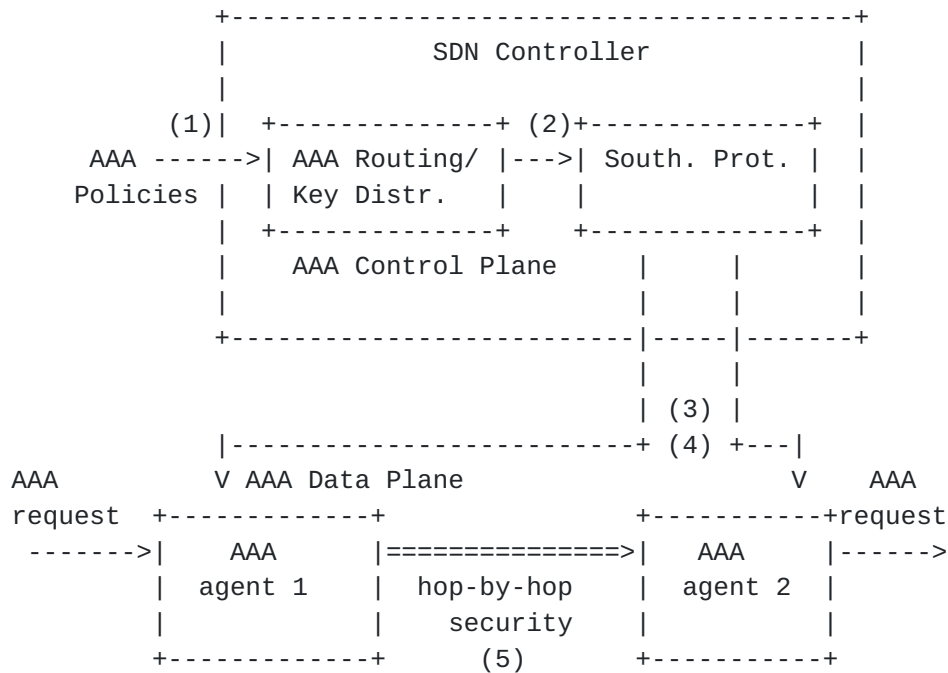 SDN Controller
(1) (2)
AAA AAA Routing/ South. Prot.
Policies Key Distr.
AAA Control Plane
(3)
(4)
AAA V AAA Data Plane V AAA
request request
AAA AAA
agent 1 hop-by-hop agent 2
security
(5)